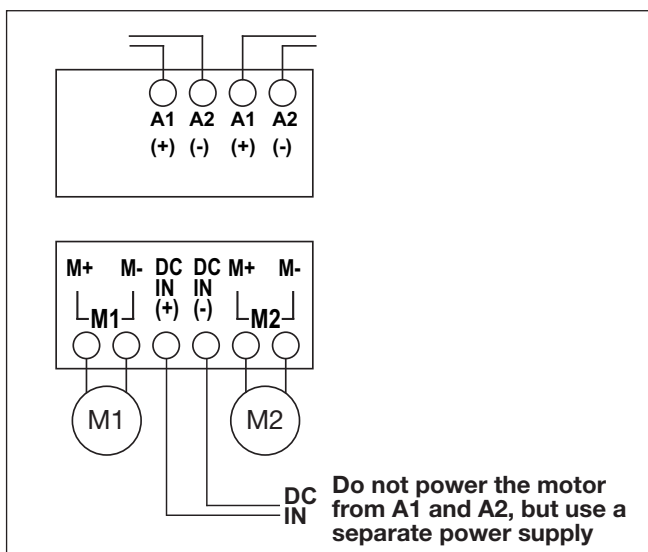 A1 A2 A1 A2
(+) (-) (+) (-)
M+ M- DC DC M+ M-
IN IN
(+) (-)
M1 M2
M1 M2
DC
IN
Do not power the motor
from A1 and A2, but use a
separate power supply